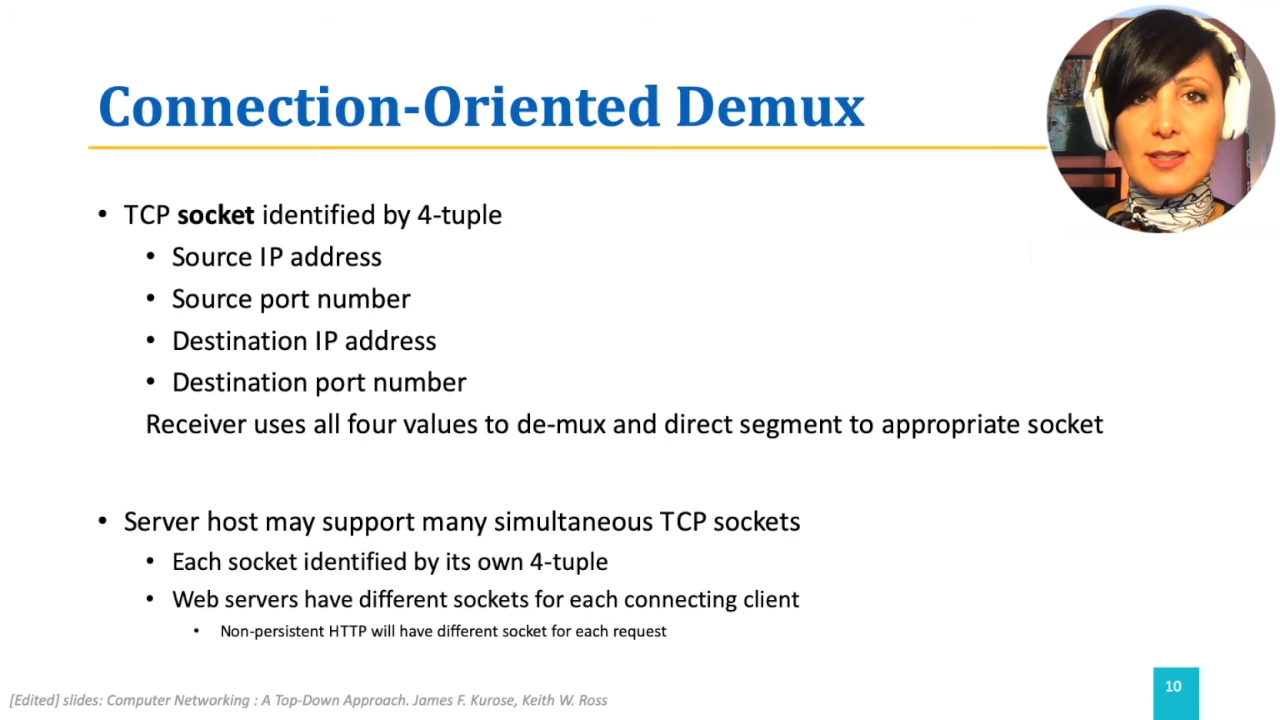 Connection-Oriented Demux
• TCP socket identified by 4-tuple
• Source IP address
• Source port number
• Destination IP address
• Destination port number
Receiver uses all four values to de-mux and direct segment to appropriate socket
• Server host may support many simultaneous TCP sockets
• Each socket identified by its own 4-tuple
• Web servers have different sockets for each connecting client
• Non-persistent HTTP will have different socket for each request
[Edited] slides: Computer Networking : A Top-Down Approach. James F. Kurose, Keith W. Ross
10